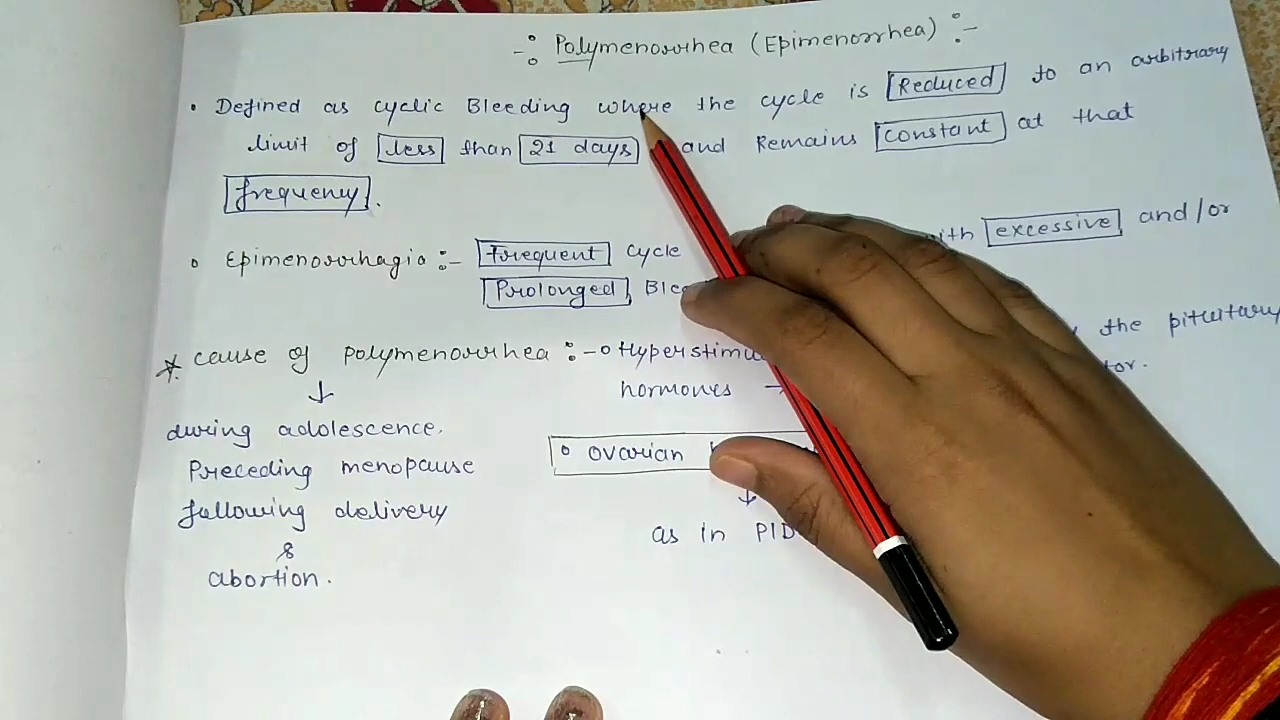 -: Polymenorrhea (Epimenorrhea) :-
• Defined as cyclic Bleeding where the cycle is Reduced to an arbitrary
limit of less than 21 days and Remains constant at that
frequency.
• Epimenorrhagia :- Frequent cycle with excessive and/or
Prolonged
* cause of polymenorrhea :- • the pituitary
↓ hormones →
during adolescence.
Preceding menopause • ovarian
following delivery ↓
& as in PID
abortion.